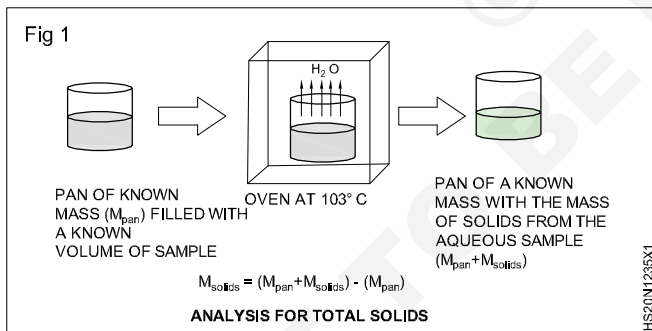 Fig 1
H2 O
PAN OF KNOWN
MASS (Mpan) FILLED WITH
A KNOWN
VOLUME OF SAMPLE
OVEN AT 103° C
PAN OF A KNOWN
MASS WITH THE MASS
OF SOLIDS FROM THE
AQUEOUS SAMPLE
(Mpan+Msolids)
Msolids = (Mpan+Msolids) - (Mpan)
ANALYSIS FOR TOTAL SOLIDS
HS20N1235X1